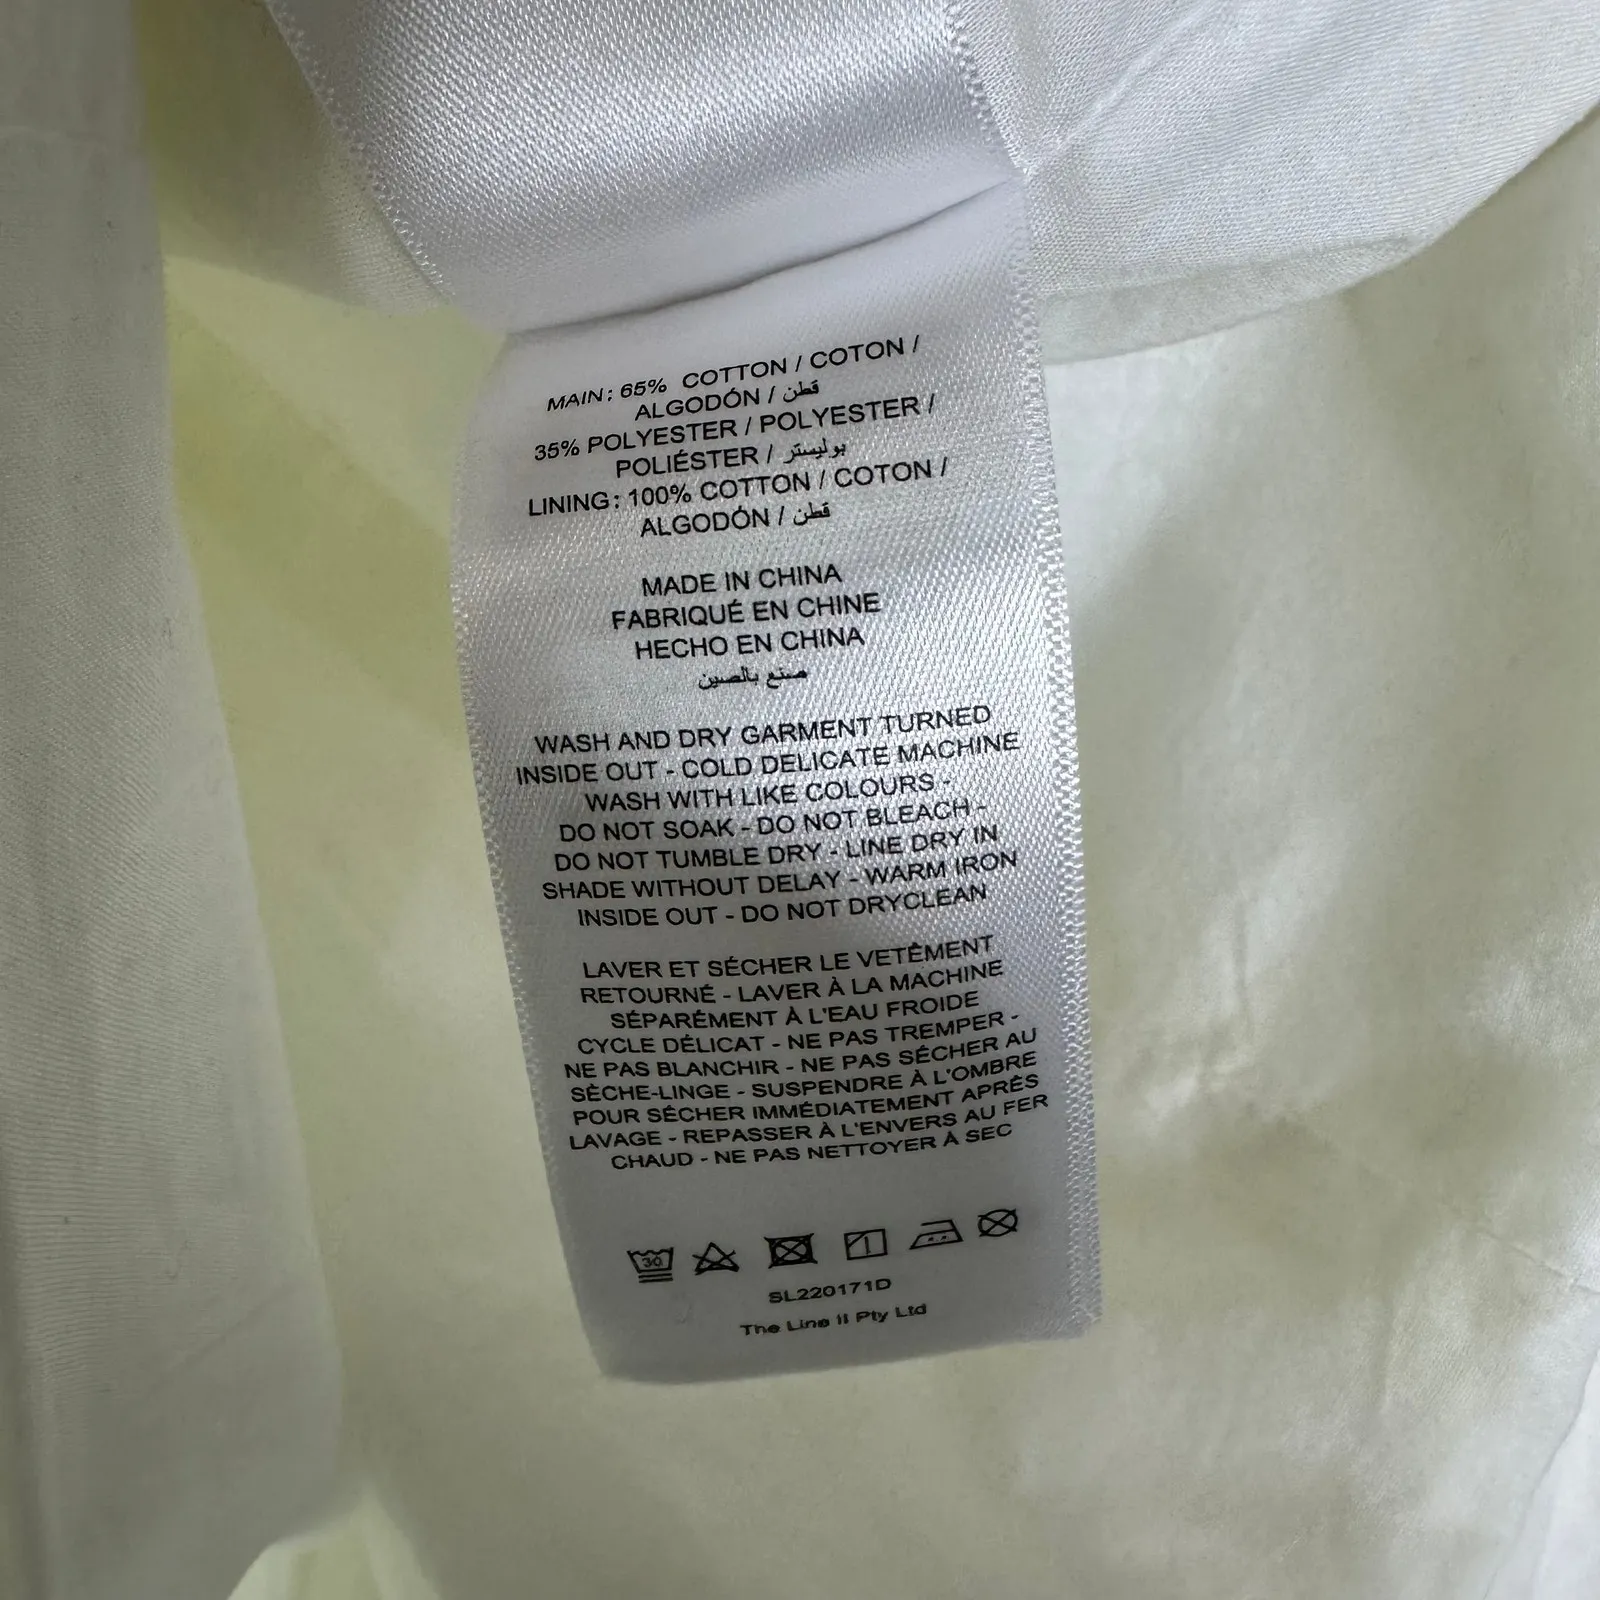 MAIN: 65% COTTON / COTON /
ALGODÓN / قطن
35% POLYESTER / POLYESTER /
POLIÉSTER / بوليستر
LINING: 100% COTTON / COTON /
ALGODÓN / قطن
MADE IN CHINA
FABRIQUÉ EN CHINE
HECHO EN CHINA
صنع بالصين
WASH AND DRY GARMENT TURNED
INSIDE OUT - COLD DELICATE MACHINE
WASH WITH LIKE COLOURS -
DO NOT SOAK - DO NOT BLEACH -
DO NOT TUMBLE DRY - LINE DRY IN
SHADE WITHOUT DELAY - WARM IRON
INSIDE OUT - DO NOT DRYCLEAN
LAVER ET SÉCHER LE VETÊMENT
RETOURNÉ - LAVER À LA MACHINE
SÉPARÉMENT À L'EAU FROIDE
CYCLE DÉLICAT - NE PAS TREMPER -
NE PAS BLANCHIR - NE PAS SÉCHER AU
SÈCHE-LINGE - SUSPENDRE À L'OMBRE
POUR SÉCHER IMMÉDIATEMENT APRÈS
LAVAGE - REPASSER À L'ENVERS AU FER
CHAUD - NE PAS NETTOYER À SEC
30
SL220171D
The Line II Pty Ltd